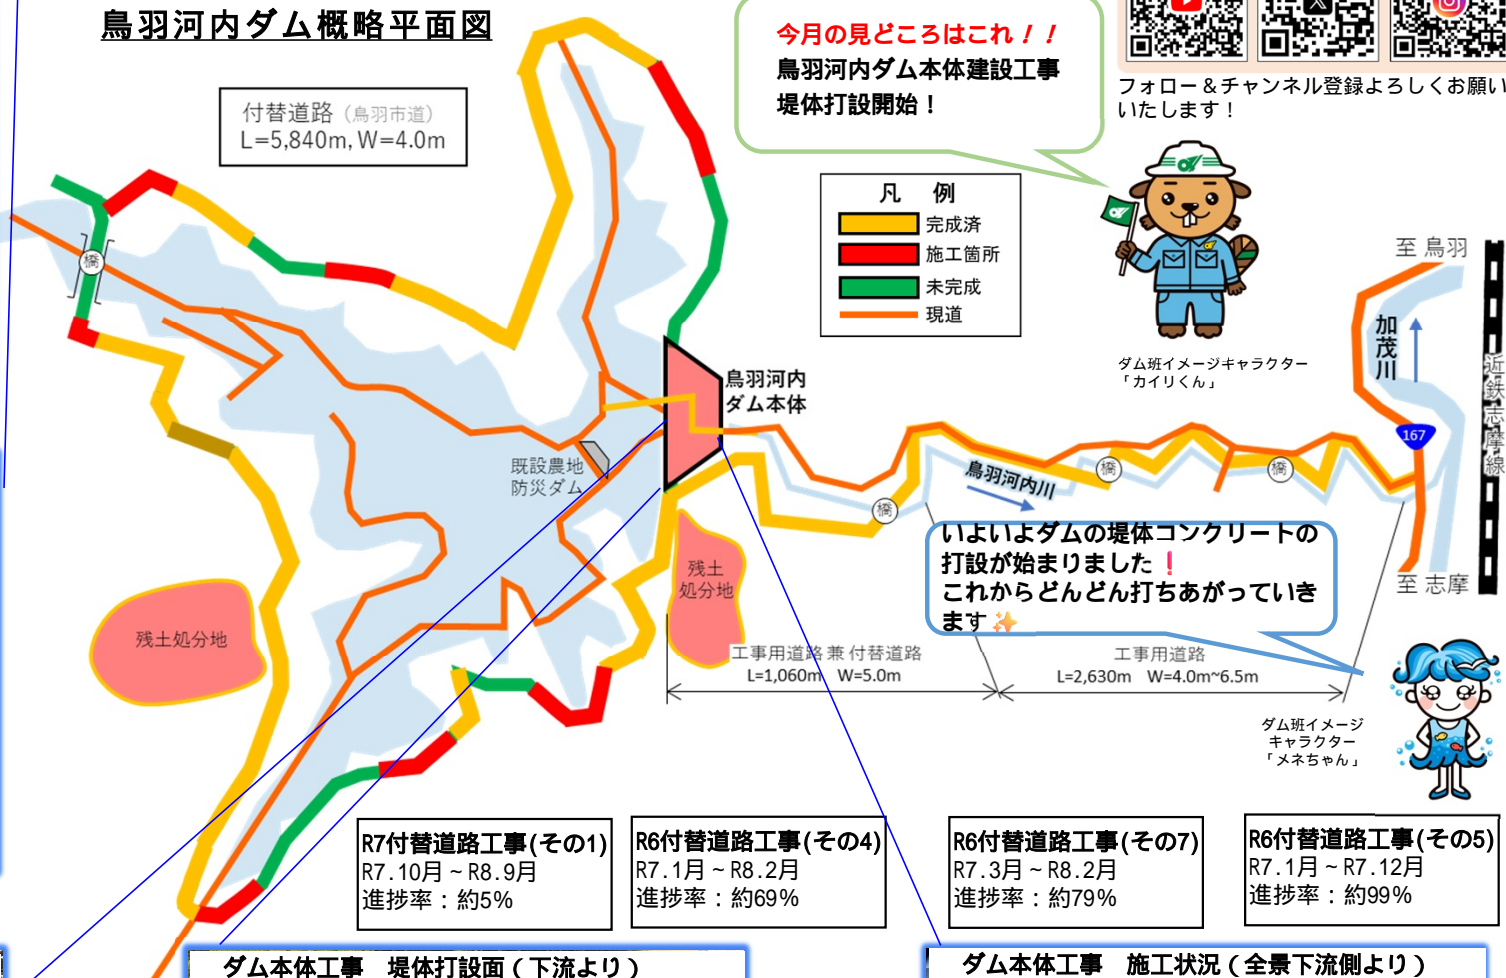 鳥羽河内ダム概略平面図
付替道路（鳥羽市道）
L=5,840m, W=4.0m
今月の見どころはこれ！！
鳥羽河内ダム本体建設工事
堤体打設開始！
フォロー＆チャンネル登録よろしくお願い
いたします！
凡　例
完成済
施工箇所
未完成
現道
ダム班イメージキャラクター
「カイリくん」
至 鳥羽
加茂川
近鉄志摩線
167
至 志摩
橋
鳥羽河内
ダム本体
既設農地
防災ダム
鳥羽河内川
橋
橋
橋
いよいよダムの堤体コンクリートの
打設が始まりました❗
これからどんどん打ちあがっていき
ます✨
残土
処分地
残土処分地
工事用道路 兼 付替道路
L=1,060m　W=5.0m
工事用道路
L=2,630m　W=4.0m~6.5m
ダム班イメージ
キャラクター
「メネちゃん」
R7付替道路工事(その1)
R7.10月～R8.9月
進捗率：約5%
R6付替道路工事(その4)
R7.1月～R8.2月
進捗率：約69%
R6付替道路工事(その7)
R7.3月～R8.2月
進捗率：約79%
R6付替道路工事(その5)
R7.1月～R7.12月
進捗率：約99%
ダム本体工事　堤体打設面（下流より）
ダム本体工事　施工状況（全景下流側より）